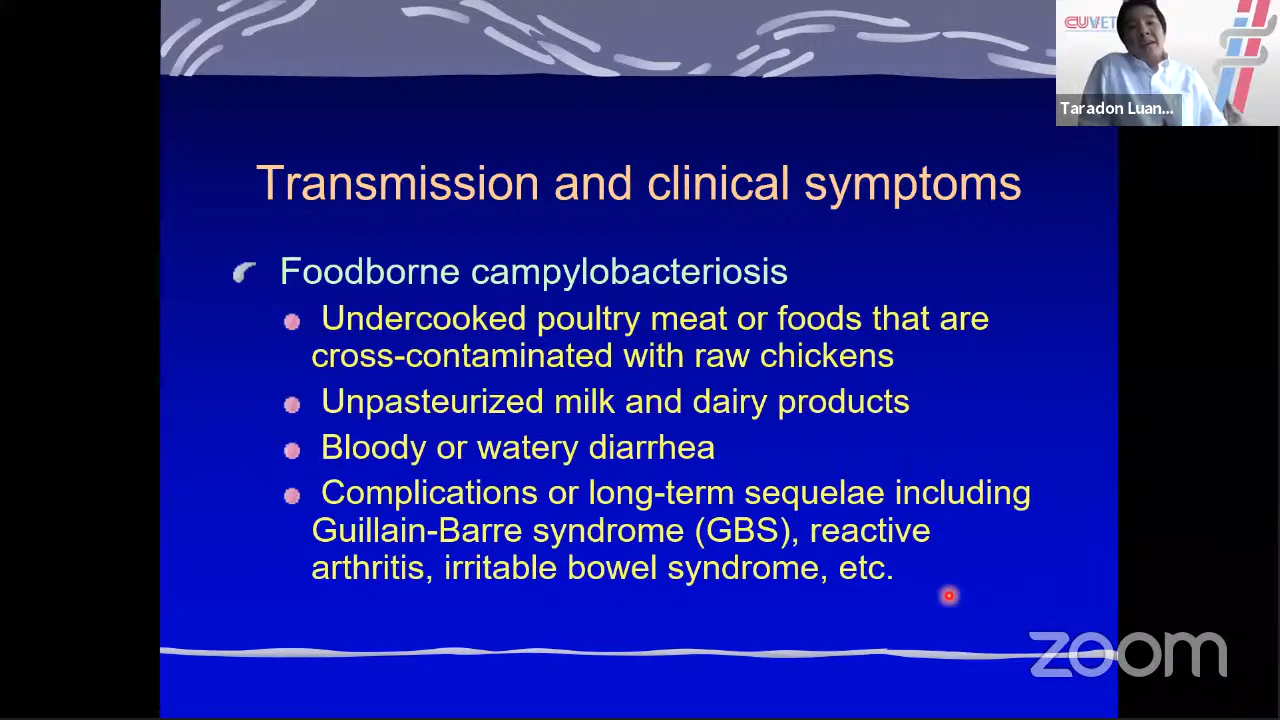 CUVET
Taradon Luan...
Transmission and clinical symptoms
Foodborne campylobacteriosis
Undercooked poultry meat or foods that are
cross-contaminated with raw chickens
Unpasteurized milk and dairy products
Bloody or watery diarrhea
Complications or long-term sequelae including
Guillain-Barre syndrome (GBS), reactive
arthritis, irritable bowel syndrome, etc.
zoom